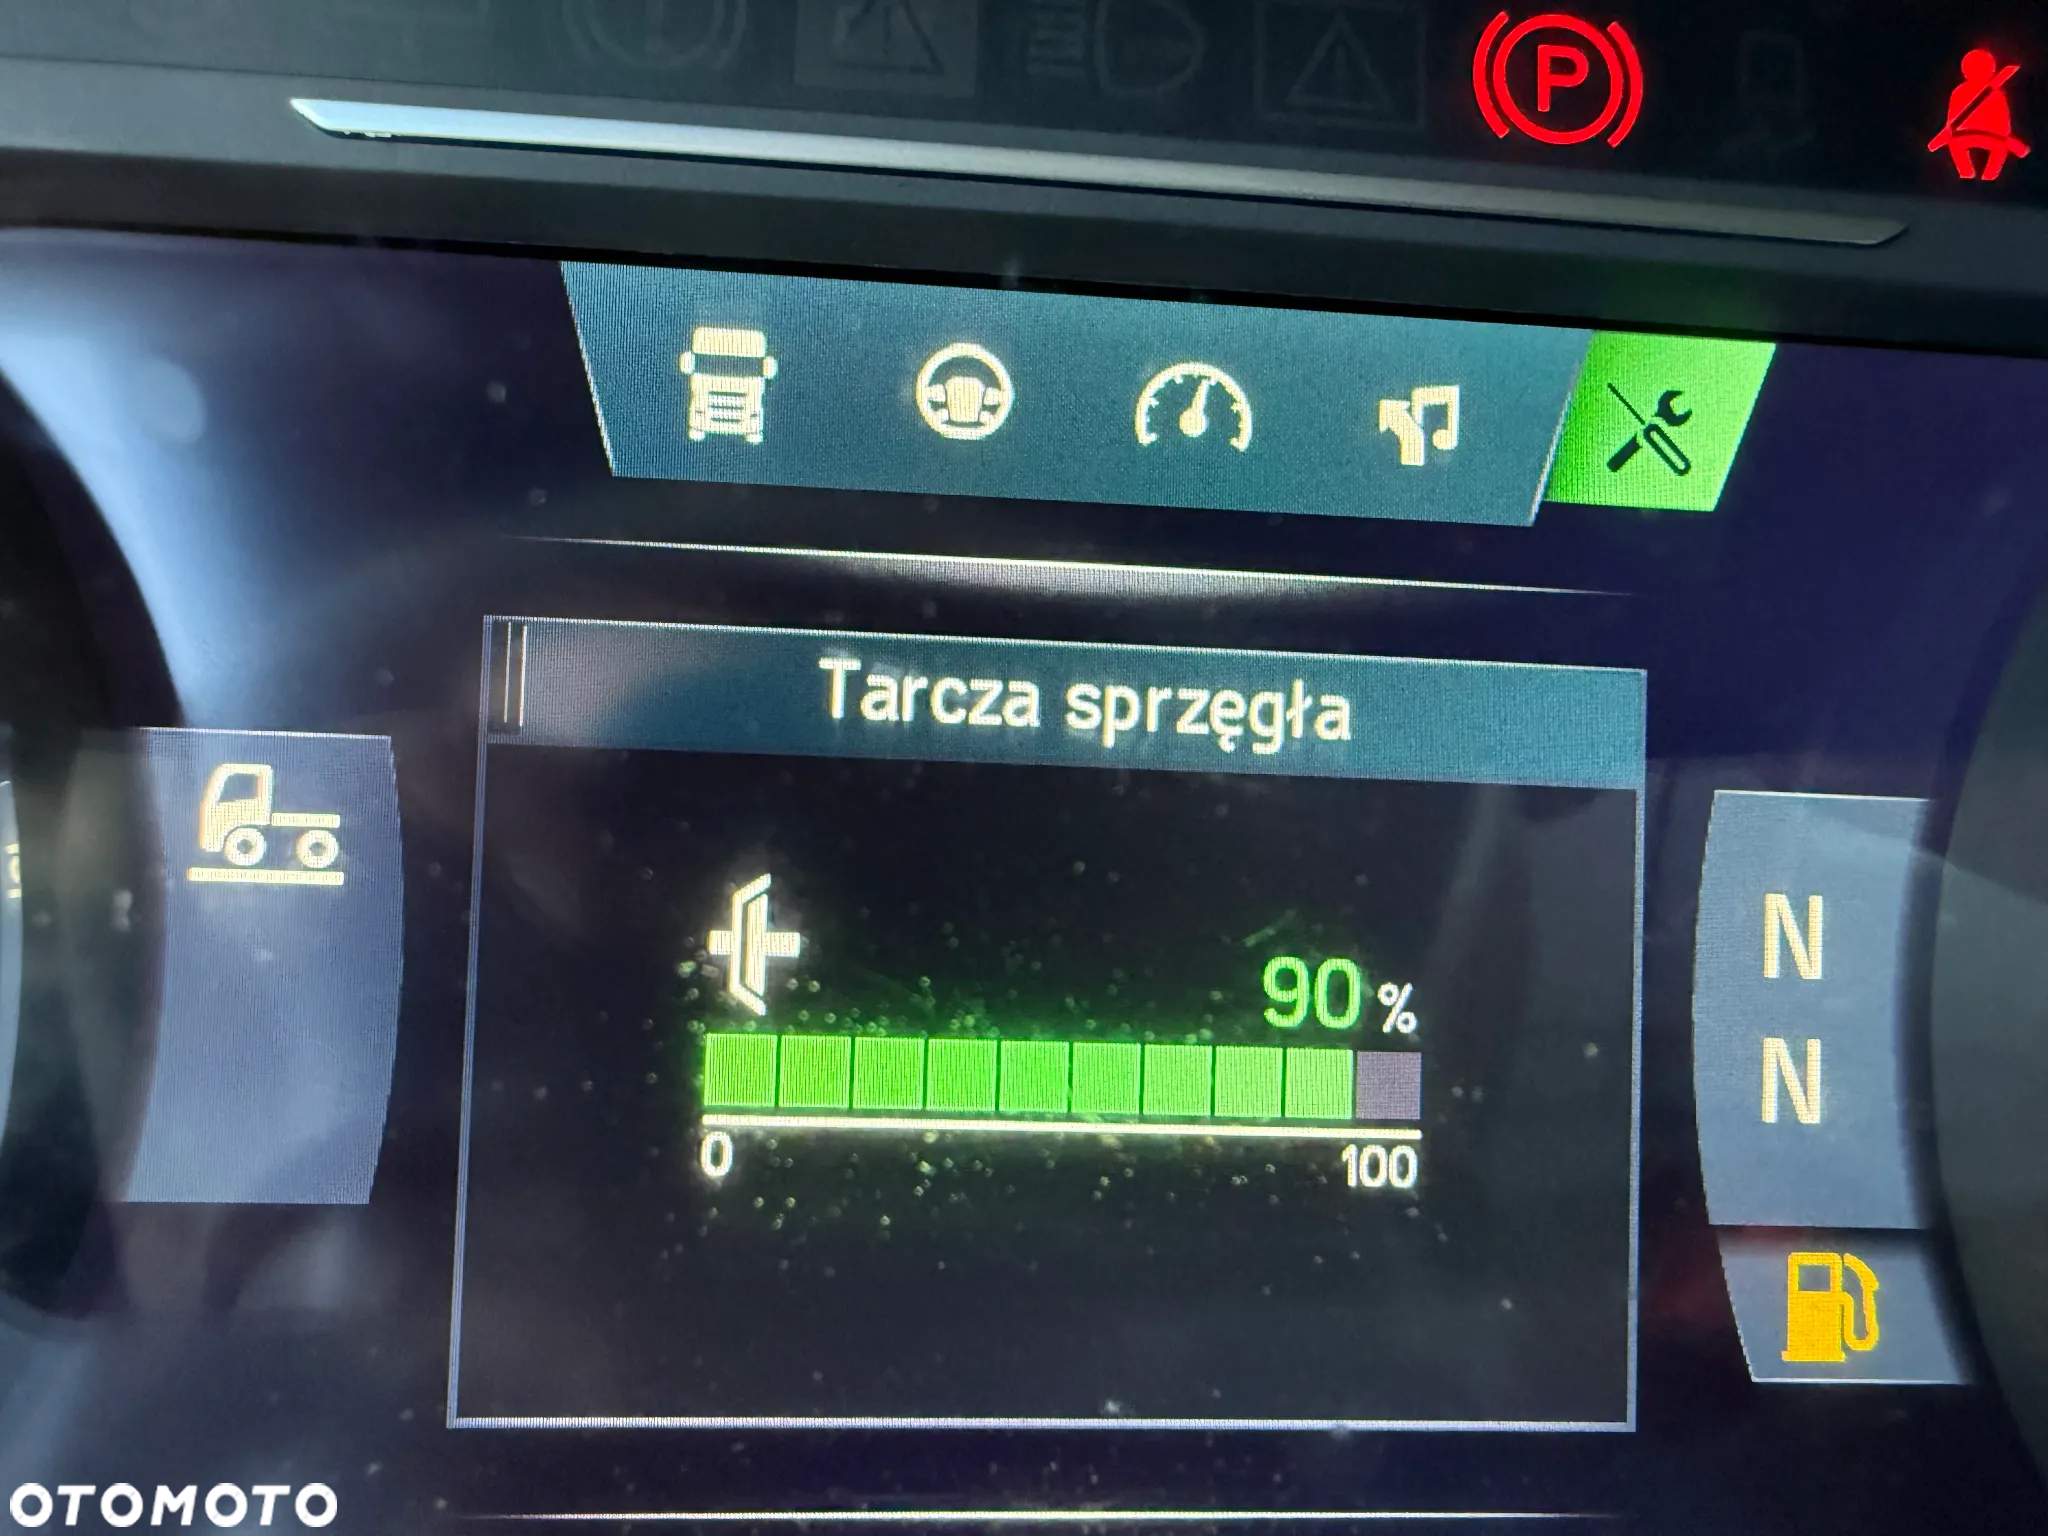 P
Tarcza sprzęgła
90 %
0 100
N
N
OTOMOTO